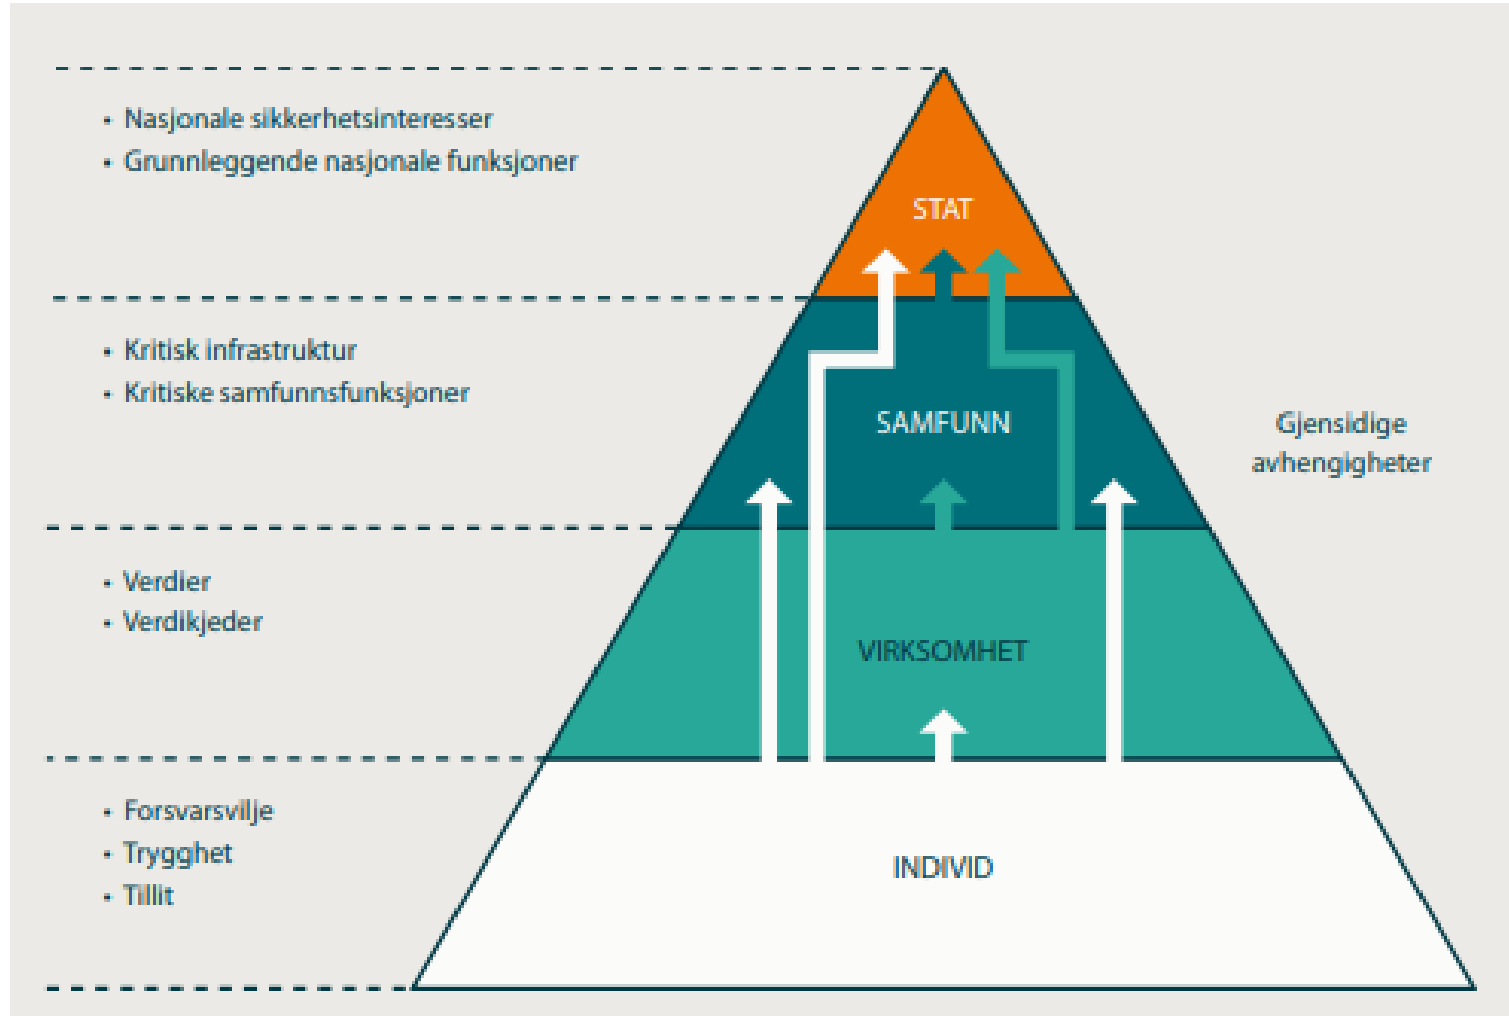 • Nasjonale sikkerhetsinteresser
• Grunnleggende nasjonale funksjoner
STAT
• Kritisk infrastruktur
• Kritiske samfunnsfunksjoner
SAMFUNN
Gjensidige
avhengigheter
• Verdier
• Verdikjeder
VIRKSOMHET
• Forsvarsvilje
• Trygghet
• Tillit
INDIVID